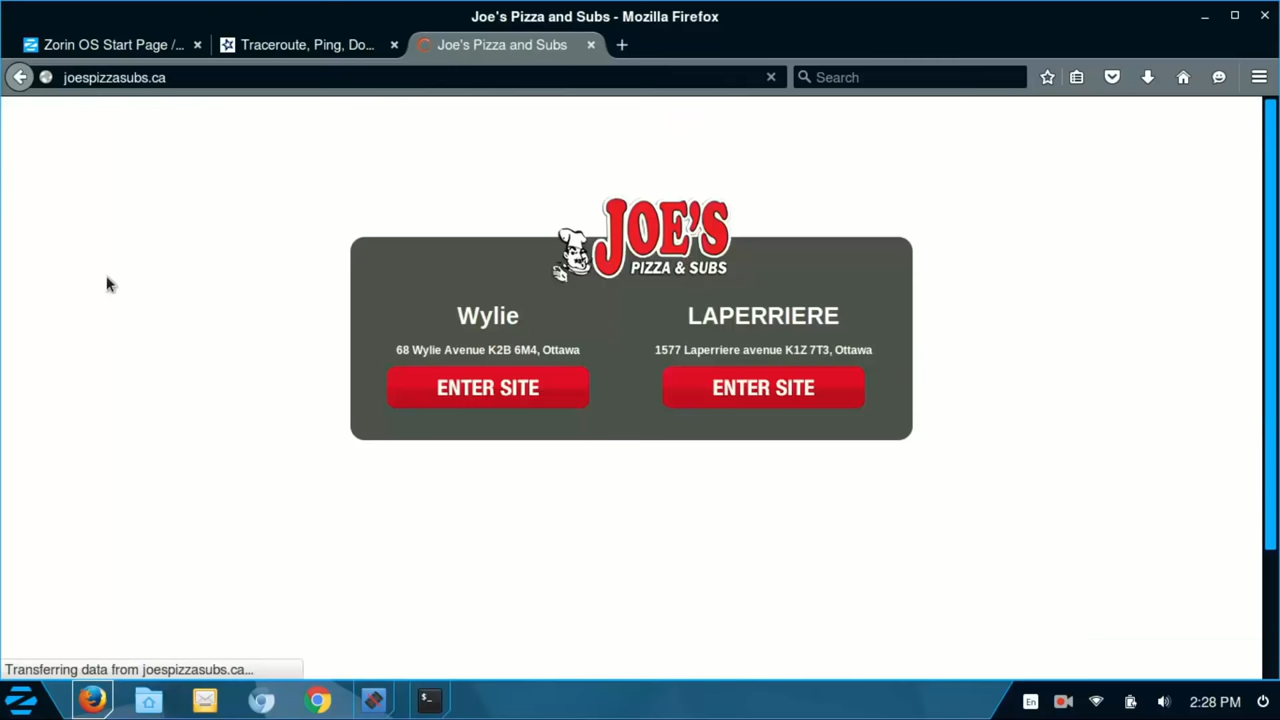 Joe's Pizza and Subs - Mozilla Firefox
Zorin OS Start Page /...
Traceroute, Ping, Do...
Joe's Pizza and Subs
joespizzasubs.ca
Search
JOE'S
PIZZA & SUBS
Wylie
LAPERRIERE
68 Wylie Avenue K2B 6M4, Ottawa
1577 Laperriere avenue K1Z 7T3, Ottawa
ENTER SITE
ENTER SITE
Transferring data from joespizzasubs.ca...
En
2:28 PM